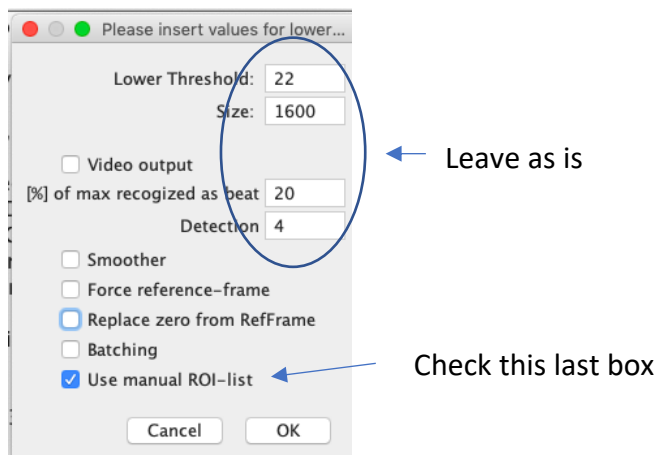 Please insert values for lower...
Lower Threshold: 22
Size: 1600
Video output
Leave as is
[%] of max recogized as beat 20
Detection 4
Smoother
Force reference-frame
Replace zero from RefFrame
Batching
Check this last box
Use manual ROI-list
Cancel OK